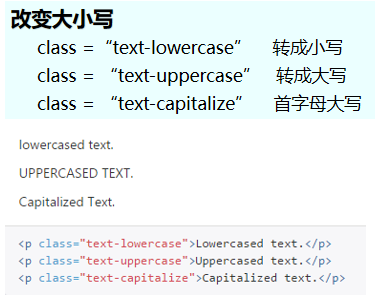 改变大小写
class =“text-lowercase” 转成小写
class = “text-uppercase” 转成大写
class = “text-capitalize” 首字母大写
lowercased text.
UPPERCASED TEXT.
Capitalized Text.
<p class="text-lowercase">Lowercased text.</p>
<p class="text-uppercase">Uppercased text.</p>
<p class="text-capitalize">Capitalized text.</p>